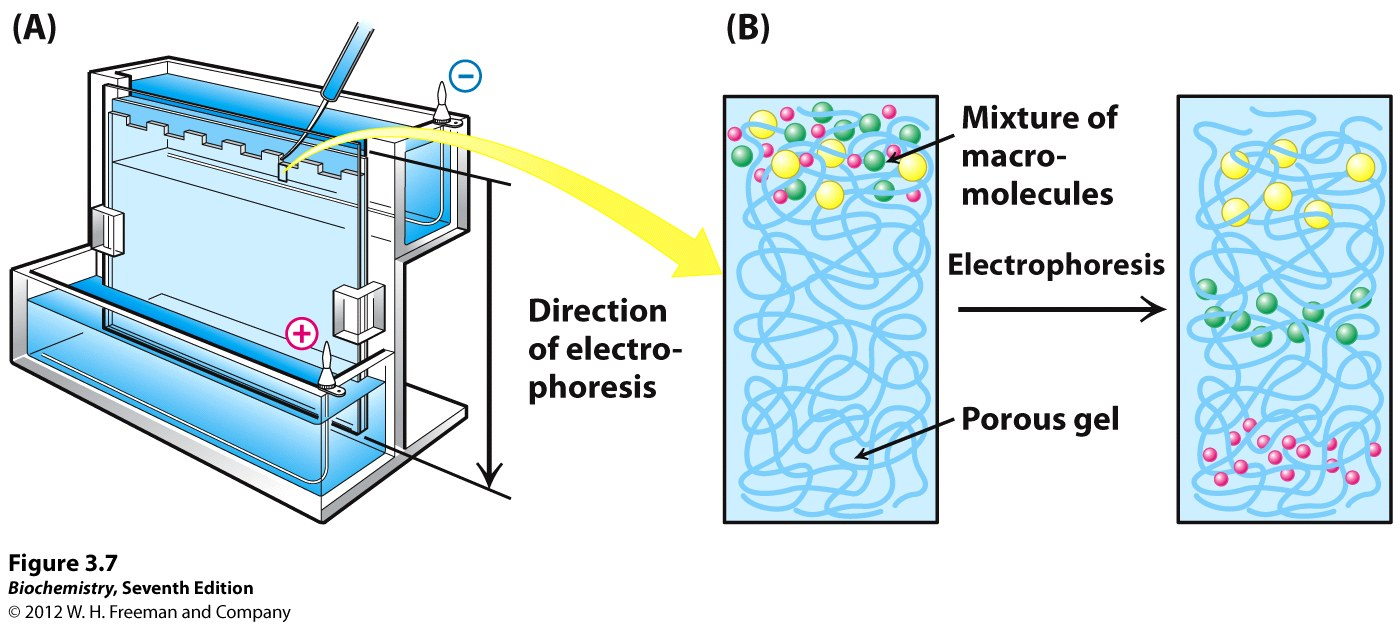 (A)
−
+
Direction
of electro-
phoresis
(B)
Mixture of
macro-
molecules
Electrophoresis
Porous gel
Figure 3.7
Biochemistry, Seventh Edition
© 2012 W. H. Freeman and Company